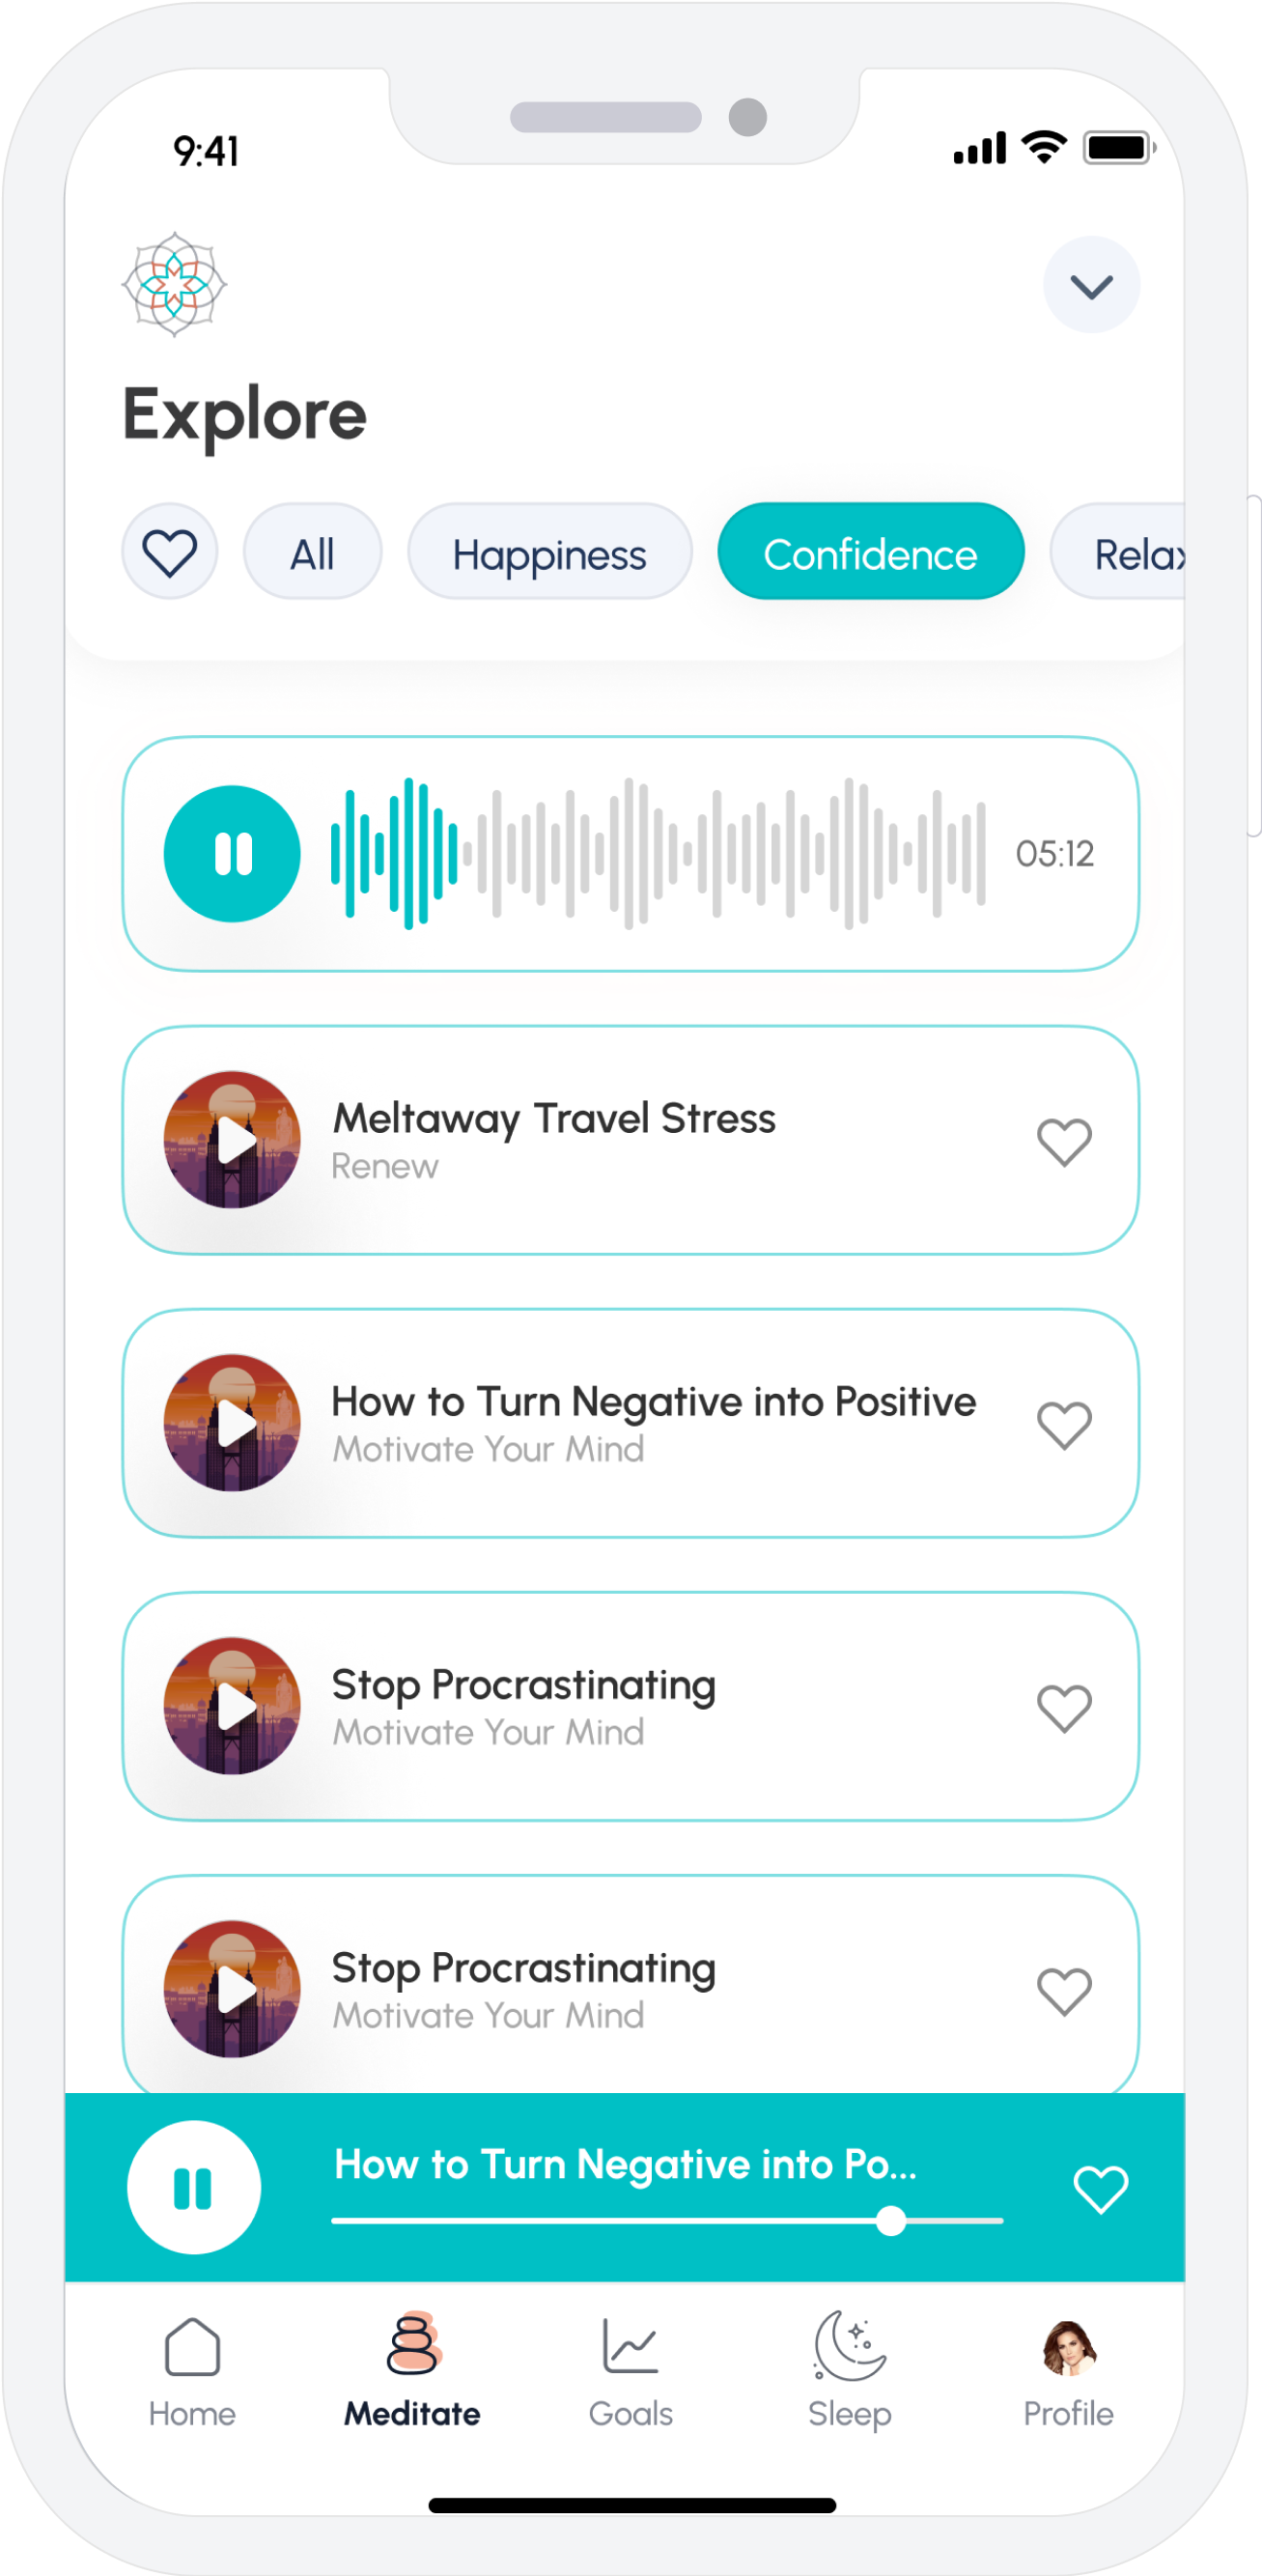 9:41
Explore
All Happiness Confidence Relax
05:12
Meltaway Travel Stress
Renew
How to Turn Negative into Positive
Motivate Your Mind
Stop Procrastinating
Motivate Your Mind
Stop Procrastinating
Motivate Your Mind
How to Turn Negative into Po...
Home Meditate Goals Sleep Profile